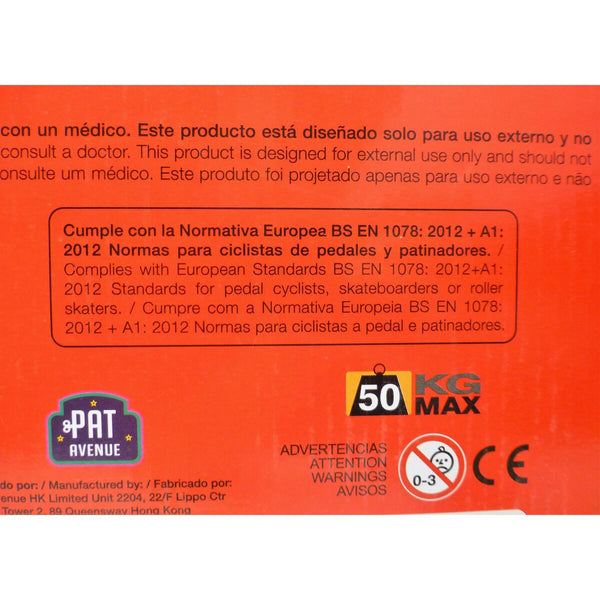 con un médico. Este producto está diseñado solo para uso externo y no
consult a doctor. This product is designed for external use only and should not
onsulte um médico. Este produto foi projetado apenas para uso externo e não
Cumple con la Normativa Europea BS EN 1078: 2012 + A1:
2012 Normas para ciclistas de pedales y patinadores. /
Complies with European Standards BS EN 1078: 2012+A1:
2012 Standards for pedal cyclists, skateboarders or roller
skaters. / Cumpre com a Normativa Europeia BS EN 1078:
2012 + A1: 2012 Normas para ciclistas a pedal e patinadores.
50 KG
MAX
&PAT
AVENUE
ADVERTENCIAS
ATTENTION
WARNINGS
AVISOS
0-3
CE
do por: / Manufactured by: / Fabricado por:
enue HK Limited Unit 2204, 22/F Lippo Ctr
Tower 2, 89 Queensway Hong Kong